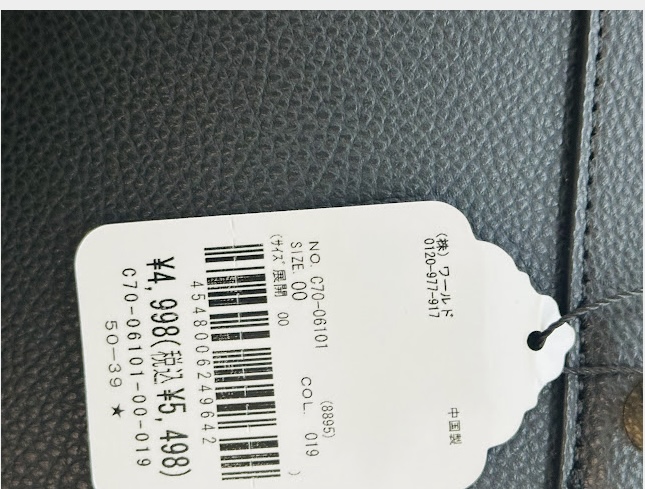 (株) ワールド
0120-977-917
中国製
NO. C70-06101 (8895)
SIZE. 00 COL. 019
(サイズ展開 00 )
4548006249642
¥4,998(税込¥5,498)
C70-06101-00-019
50-39 ★